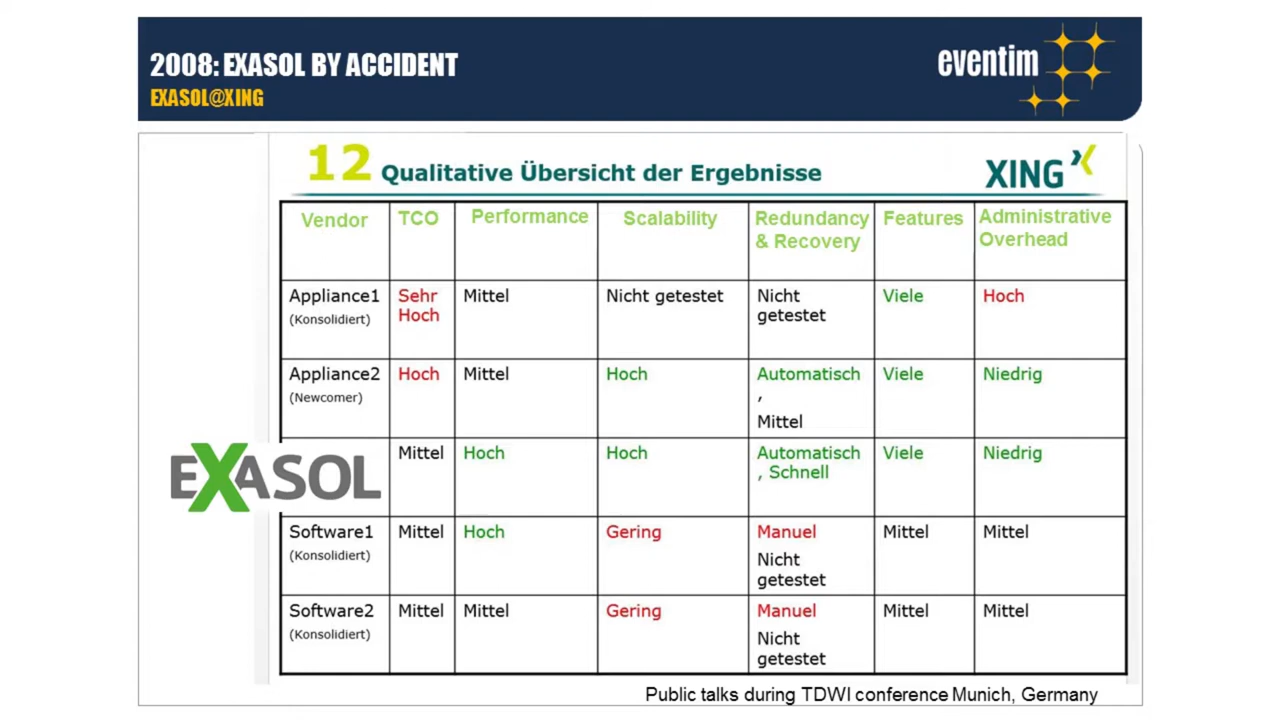 2008: EXASOL BY ACCIDENT
EXASOL@XING
eventim
12 Qualitative Übersicht der Ergebnisse
XING
Vendor TCO Performance Scalability Redundancy & Recovery Features Administrative Overhead
Appliance1 (Konsolidiert) Sehr Hoch Mittel Nicht getestet Nicht getestet Viele Hoch
Appliance2 (Newcomer) Hoch Mittel Hoch Automatisch , Mittel Viele Niedrig
EXASOL Mittel Hoch Hoch Automatisch , Schnell Viele Niedrig
Software1 (Konsolidiert) Mittel Hoch Gering Manuel Nicht getestet Mittel Mittel
Software2 (Konsolidiert) Mittel Mittel Gering Manuel Nicht getestet Mittel Mittel
Public talks during TDWI conference Munich, Germany